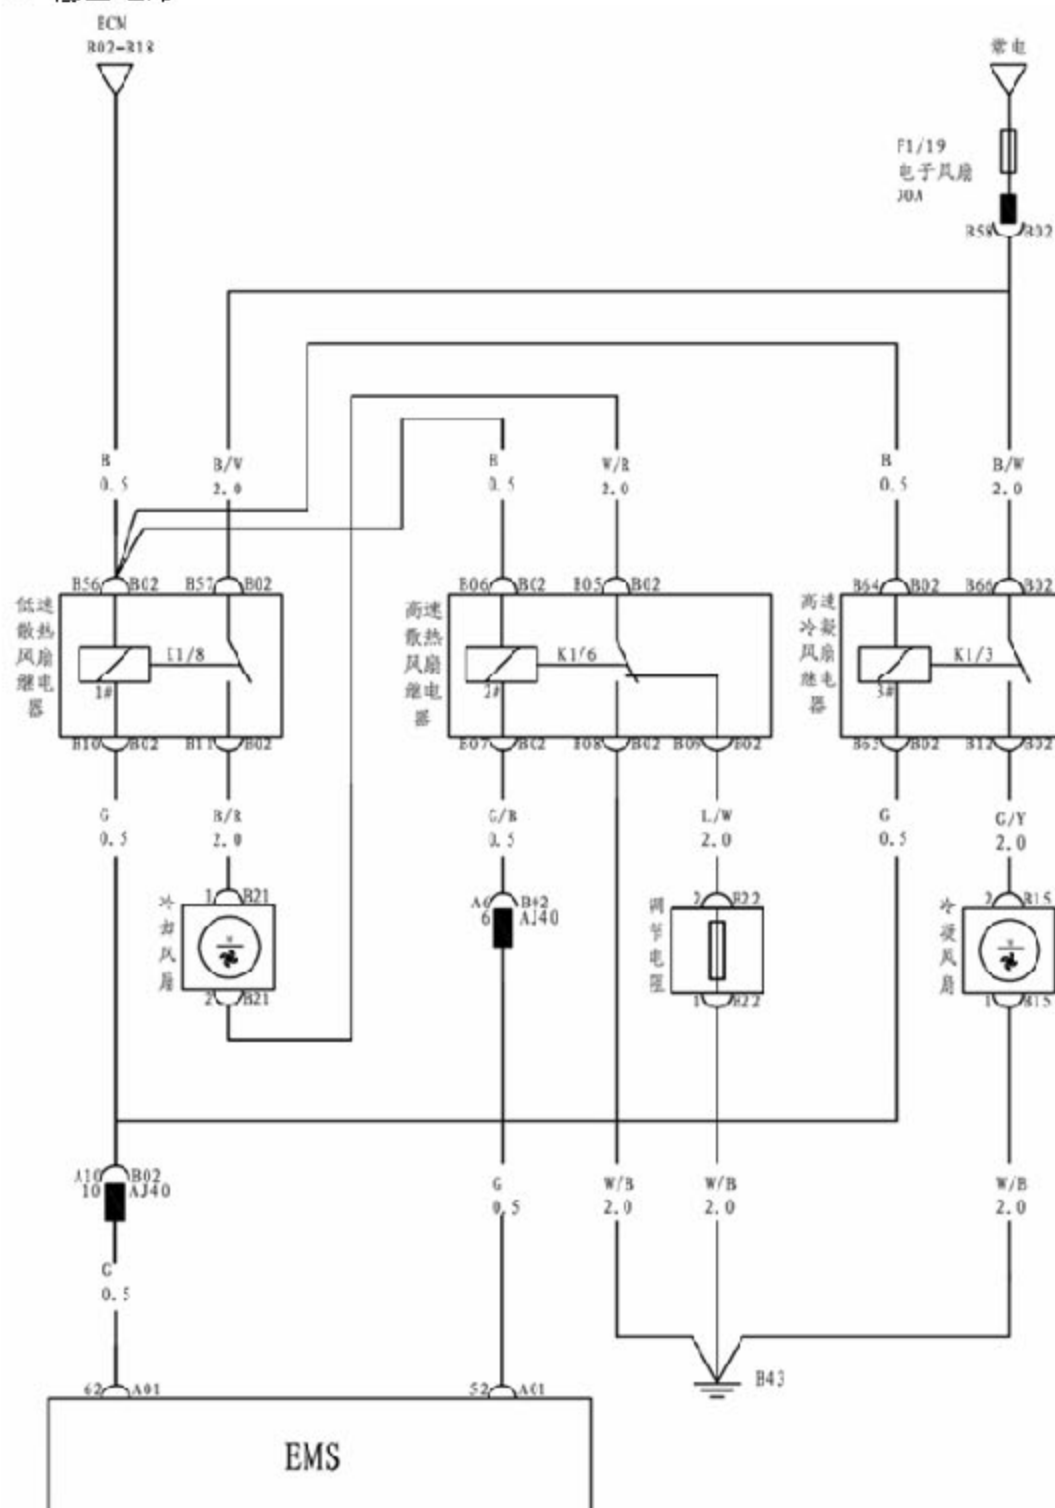 ECM
B02-B18
常电
F1/19
电子风扇
30A
B58 B02
B
0.5
B/W
2.0
B
0.5
W/R
2.0
B
0.5
B/W
2.0
B56 B02
B57 B02
B06 B02
B05 B02
B64 B02
B66 B02
低速
散热
风扇
继电
器
K1/8
1#
高速
散热
风扇
继电
器
K1/6
2#
高速
冷凝
风扇
继电
器
K1/3
3#
B10 B02
B11 B02
B07 B02
B08 B02
B09 B02
B65 B02
B12 B02
G
0.5
B/R
2.0
G/B
0.5
L/W
2.0
G
0.5
G/Y
2.0
1 B21
冷
却
风
扇
2 B21
A6 B02
6 AJ40
2 B22
调
节
电
阻
1 B22
2 B15
冷
凝
风
扇
1 B15
A10 B02
10 AJ40
G
0.5
G
0.5
W/B
2.0
W/B
2.0
W/B
2.0
62 A01
52 A01
B43
EMS